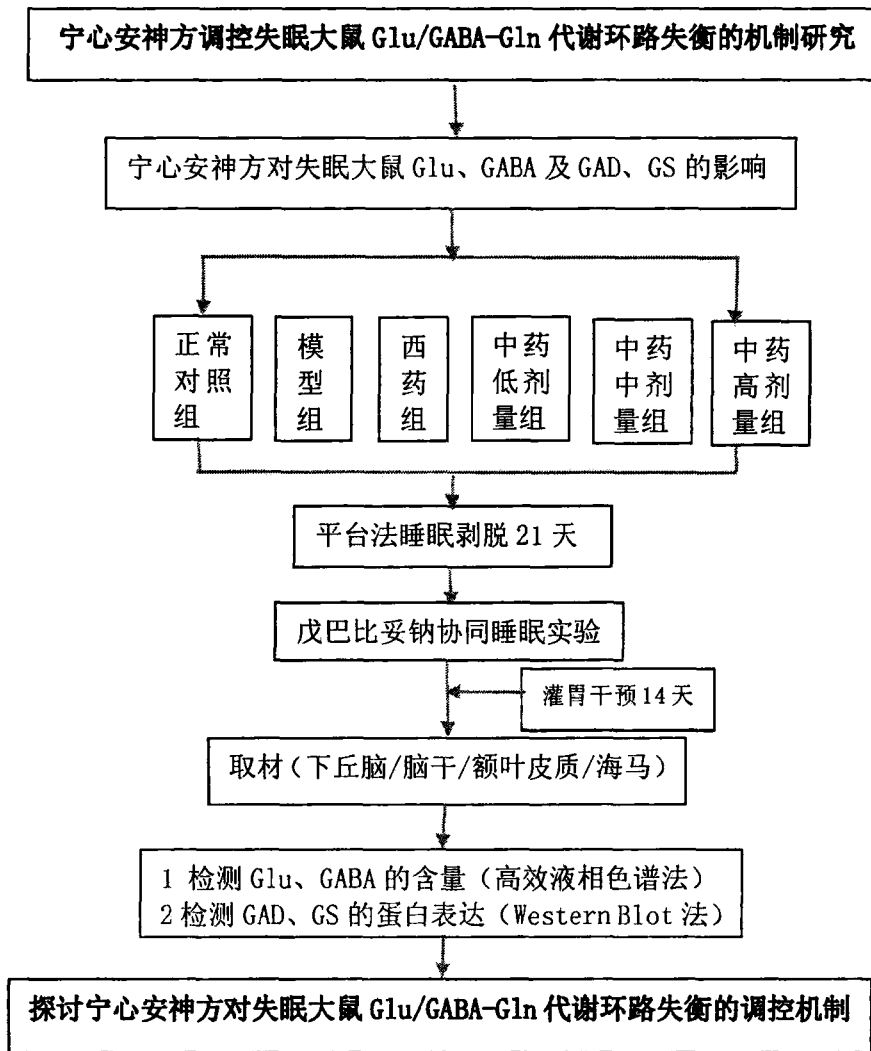 宁心安神方调控失眠大鼠 Glu/GABA-Gln 代谢环路失衡的机制研究
宁心安神方对失眠大鼠 Glu、GABA 及 GAD、GS 的影响
正常
对照
组
模
型
组
西
药
组
中药
低剂
量组
中药
中剂
量组
中药
高剂
量组
平台法睡眠剥脱 21 天
戊巴比妥钠协同睡眠实验
灌胃干预 14 天
取材（下丘脑/脑干/额叶皮质/海马）
1 检测 Glu、GABA 的含量（高效液相色谱法）
2 检测 GAD、GS 的蛋白表达（Western Blot 法）
探讨宁心安神方对失眠大鼠 Glu/GABA-Gln 代谢环路失衡的调控机制